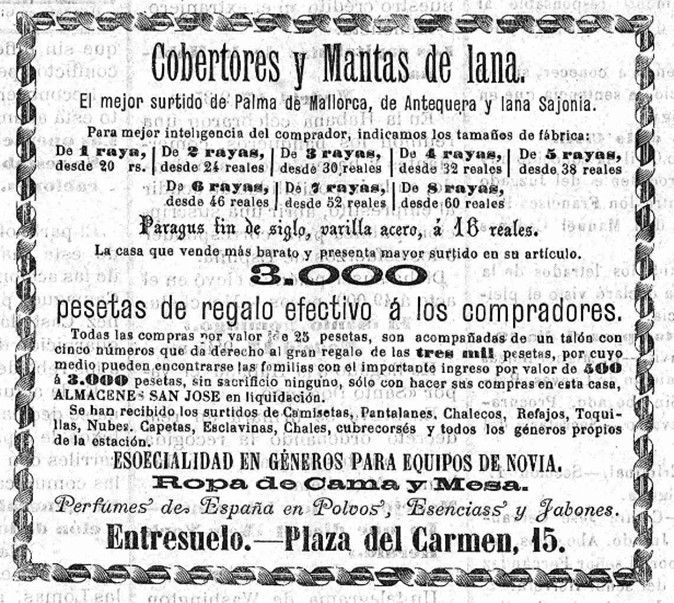 Cobertores y Mantas de lana.
El mejor surtido de Palma de Mallorca, de Antequera y lana Sajonia.
Para mejor inteligencia del comprador, indicamos los tamaños de fábrica:
De 1 raya, | De 2 rayas, | De 3 rayas, | De 4 rayas, | De 5 rayas,
desde 20 rs. | desde 24 reales | desde 30 reales | desde 32 reales | desde 38 reales
De 6 rayas, | De 7 rayas, | De 8 rayas,
desde 46 reales | desde 52 reales | desde 60 reales
Paragus fin de siglo, varilla acero, á 16 reales.
La casa que vende más barato y presenta mayor surtido en su artículo.
3.000
pesetas de regalo efectivo á los compradores.
Todas las compras por valor de 25 pesetas, son acompañadas de un talón con
cinco números que da derecho al gran regalo de las tres mil pesetas, por cuyo
medio pueden encontrarse las familias con el importante ingreso por valor de 500
á 3.000 pesetas, sin sacrificio ninguno, sólo con hacer sus compras en esta casa,
ALMACENES SAN JOSE en liquidación.
Se han recibido los surtidos de Camisetas, Pantalanes, Chalecos, Refajos, Toqui-
llas, Nubes. Capetas, Esclavinas, Chales, cubrecorsés y todos los géneros propios
de la estación.
ESOECIALIDAD EN GÉNEROS PARA EQUIPOS DE NOVIA.
Ropa de Cama y Mesa.
Perfumes de España en Polvos, Esenciass y Jabones.
Entresuelo.—Plaza del Carmen, 15.